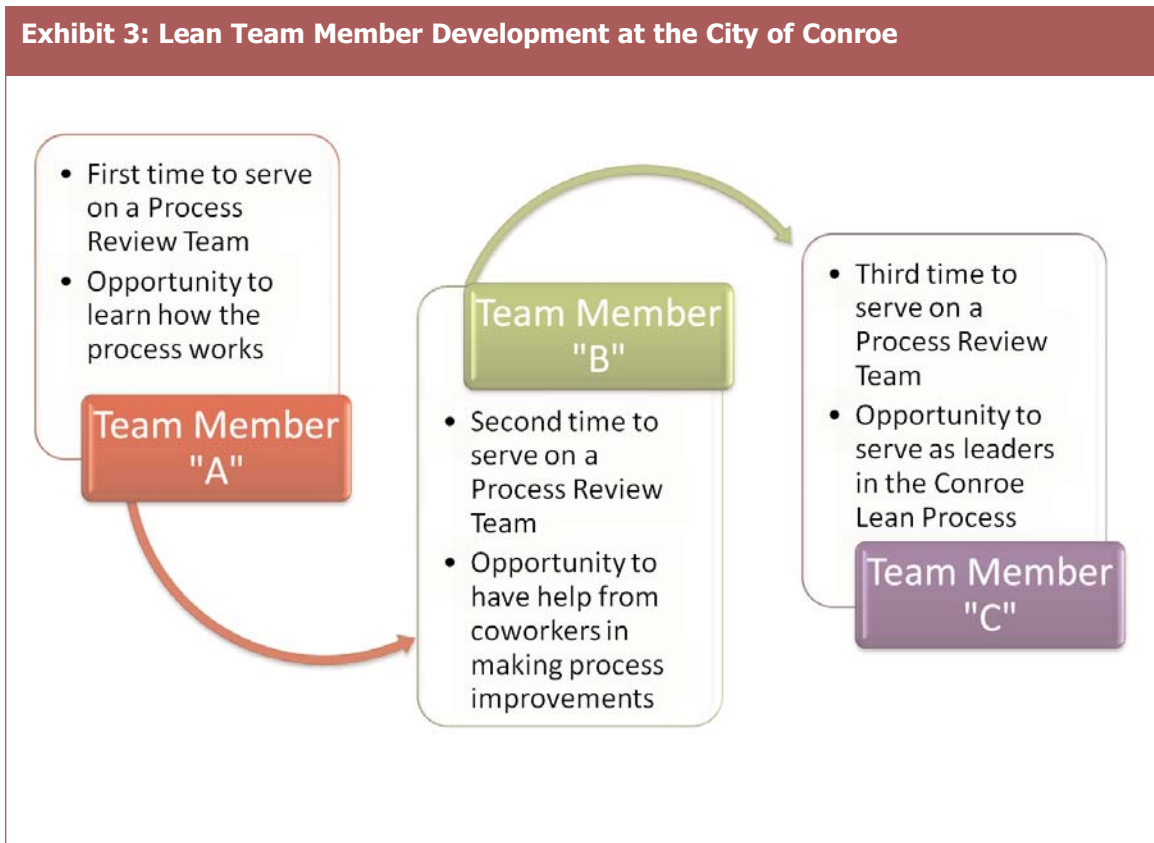 Exhibit 3: Lean Team Member Development at the City of Conroe
• First time to serve
on a Process
Review Team
• Opportunity to
learn how the
process works
Team Member
"A"
Team Member
"B"
• Second time to
serve on a
Process Review
Team
• Opportunity to
have help from
coworkers in
making process
improvements
• Third time to
serve on a
Process Review
Team
• Opportunity to
serve as leaders
in the Conroe
Lean Process
Team Member
"C"